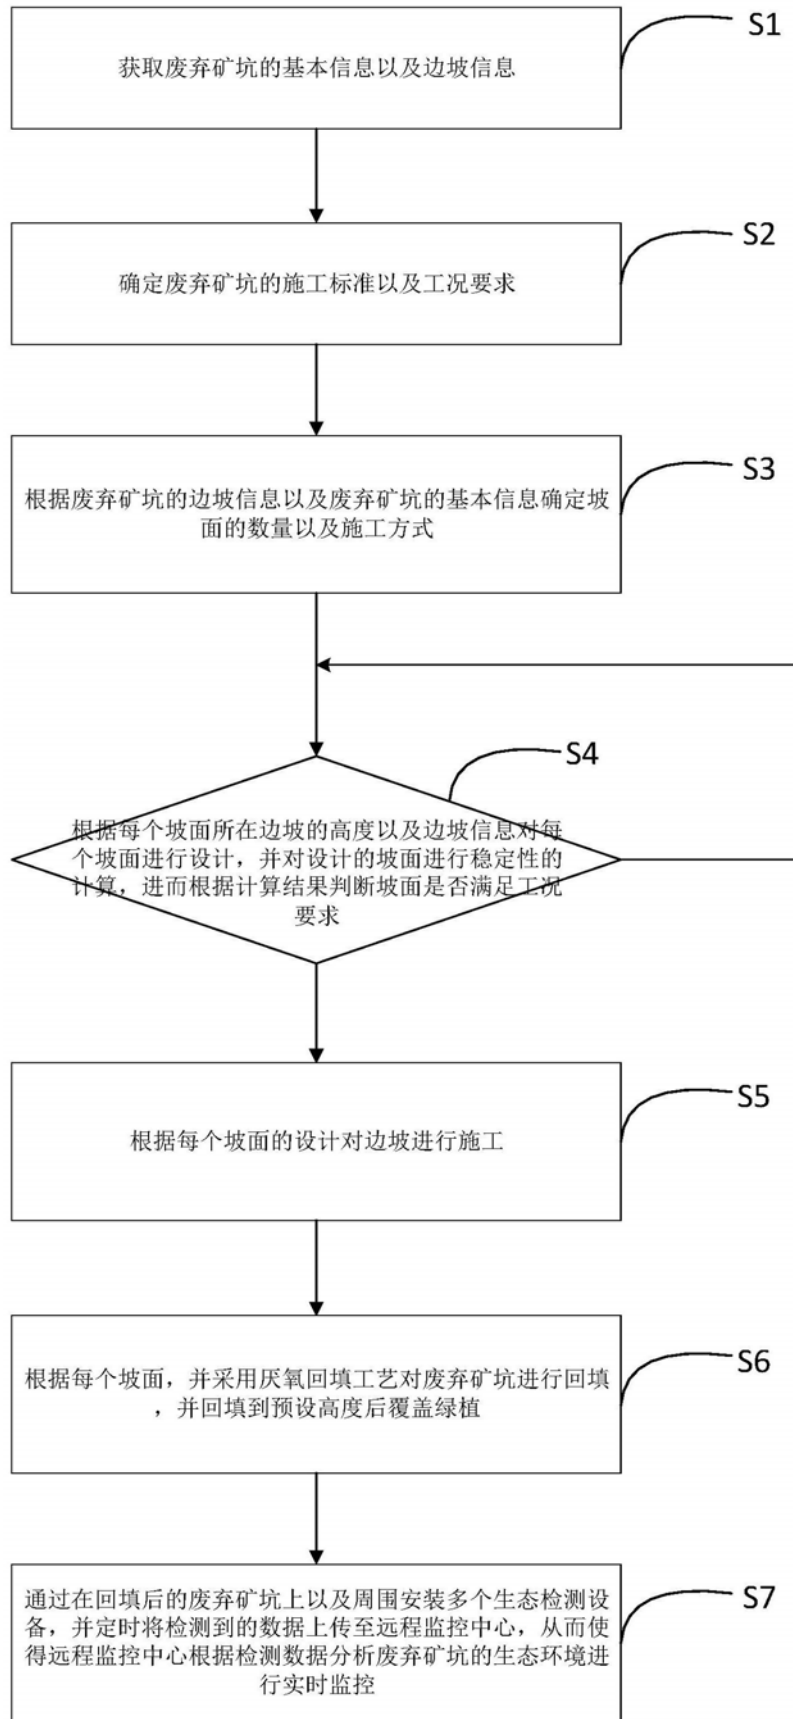 S1
获取废弃矿坑的基本信息以及边坡信息
S2
确定废弃矿坑的施工标准以及工况要求
S3
根据废弃矿坑的边坡信息以及废弃矿坑的基本信息确定坡
面的数量以及施工方式
S4
根据每个坡面所在边坡的高度以及边坡信息对每
个坡面进行设计，并对设计的坡面进行稳定性的
计算，进而根据计算结果判断坡面是否满足工况
要求
S5
根据每个坡面的设计对边坡进行施工
S6
根据每个坡面，并采用厌氧回填工艺对废弃矿坑进行回填
，并回填到预设高度后覆盖绿植
S7
通过在回填后的废弃矿坑上以及周围安装多个生态检测设
备，并定时将检测到的数据上传至远程监控中心，从而使
得远程监控中心根据检测数据分析废弃矿坑的生态环境进
行实时监控